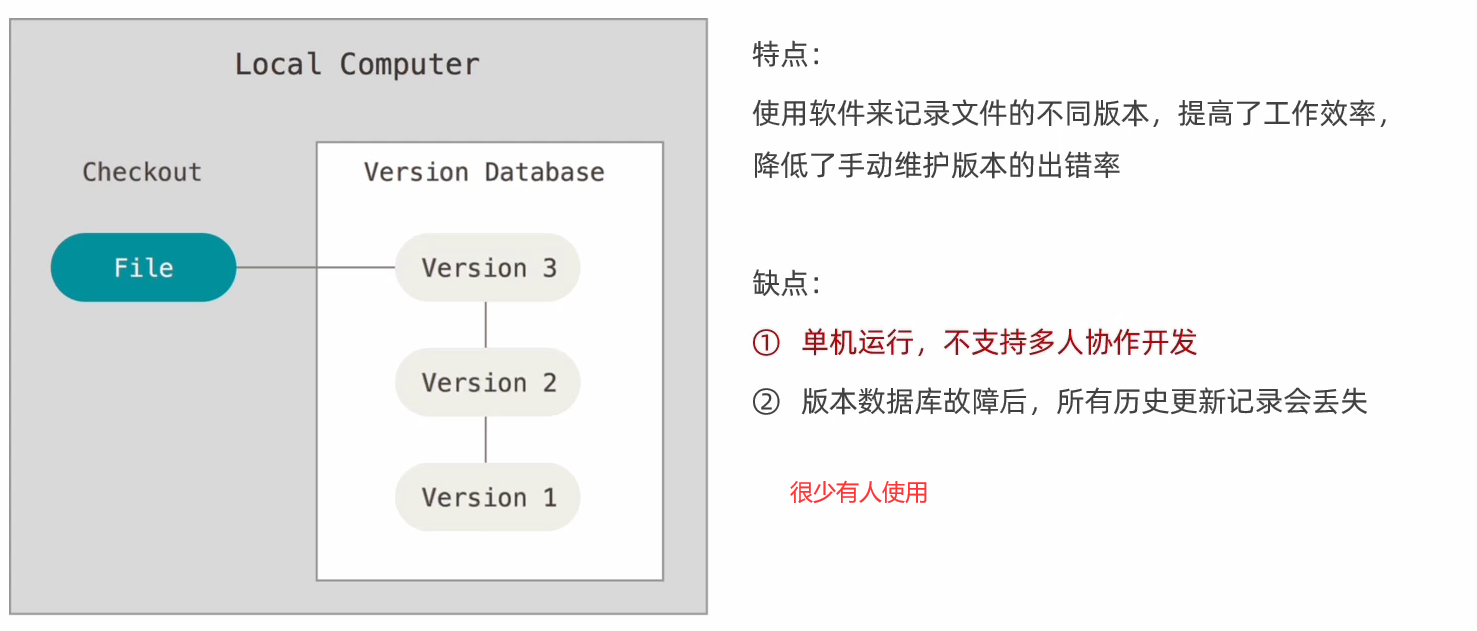 Local Computer
Checkout
Version Database
File
Version 3
Version 2
Version 1
特点：
使用软件来记录文件的不同版本，提高了工作效率，
降低了手动维护版本的出错率
缺点：
① 单机运行，不支持多人协作开发
② 版本数据库故障后，所有历史更新记录会丢失
很少有人使用